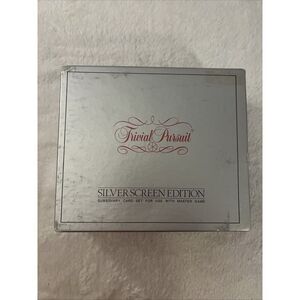 Trivial Pursuit
SILVER SCREEN EDITION
SUBSIDIARY CARD SET FOR USE WITH MASTER GAME